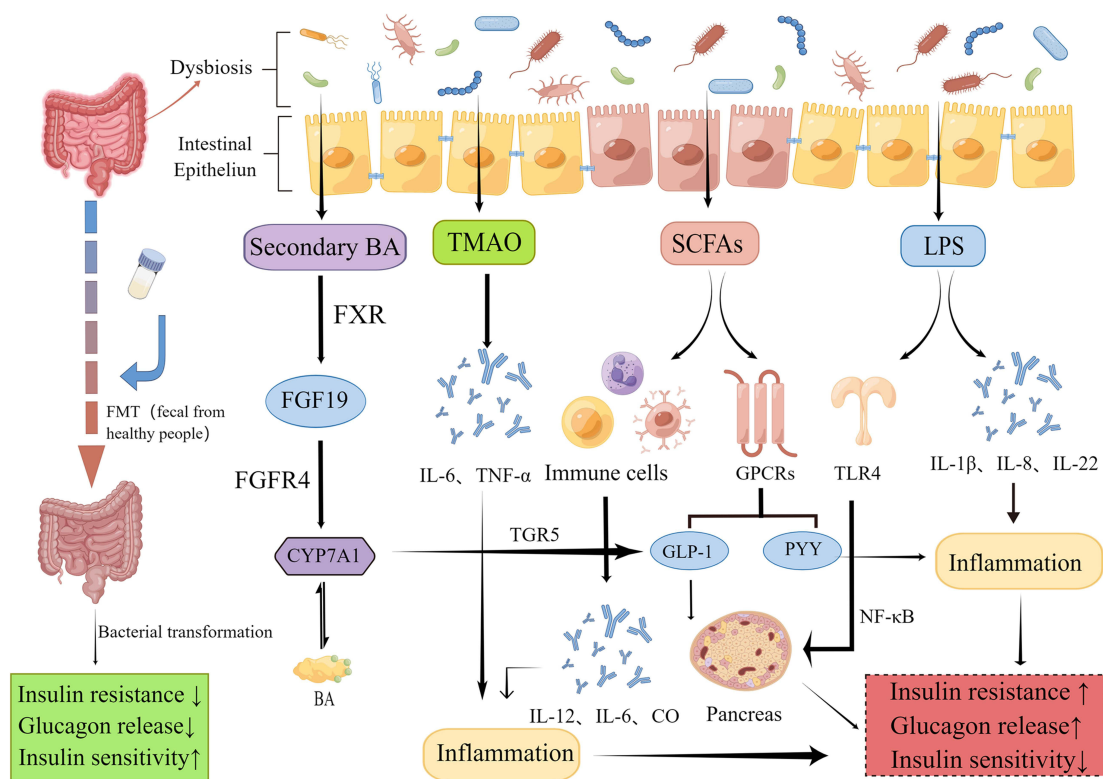 Dysbiosis
Intestinal
Epitheliun
Secondary BA
TMAO
SCFAs
LPS
FXR
FGF19
FMT（fecal from
healthy people）
FGFR4
IL-6、TNF-α
Immune cells
GPCRs
TLR4
IL-1β、IL-8、IL-22
CYP7A1
TGR5
GLP-1
PYY
Inflammation
NF-κB
Bacterial transformation
BA
IL-12、IL-6、CO
Pancreas
Inflammation
Insulin resistance ↓
Glucagon release↓
Insulin sensitivity↑
Insulin resistance ↑
Glucagon release↑
Insulin sensitivity↓